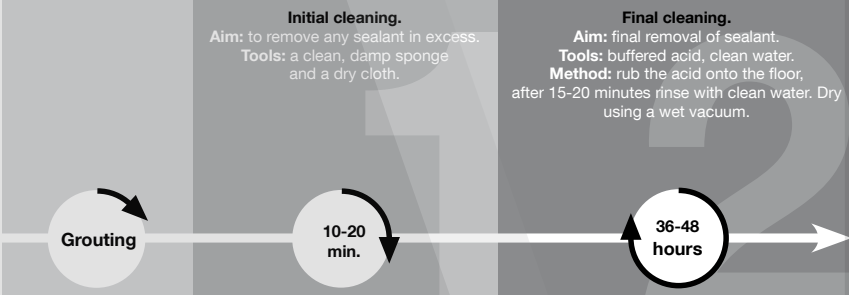 Initial cleaning.
Aim: to remove any sealant in excess.
Tools: a clean, damp sponge
and a dry cloth.
Final cleaning.
Aim: final removal of sealant.
Tools: buffered acid, clean water.
Method: rub the acid onto the floor,
after 15-20 minutes rinse with clean water. Dry
using a wet vacuum.
1
2
Grouting
10-20
min.
36-48
hours